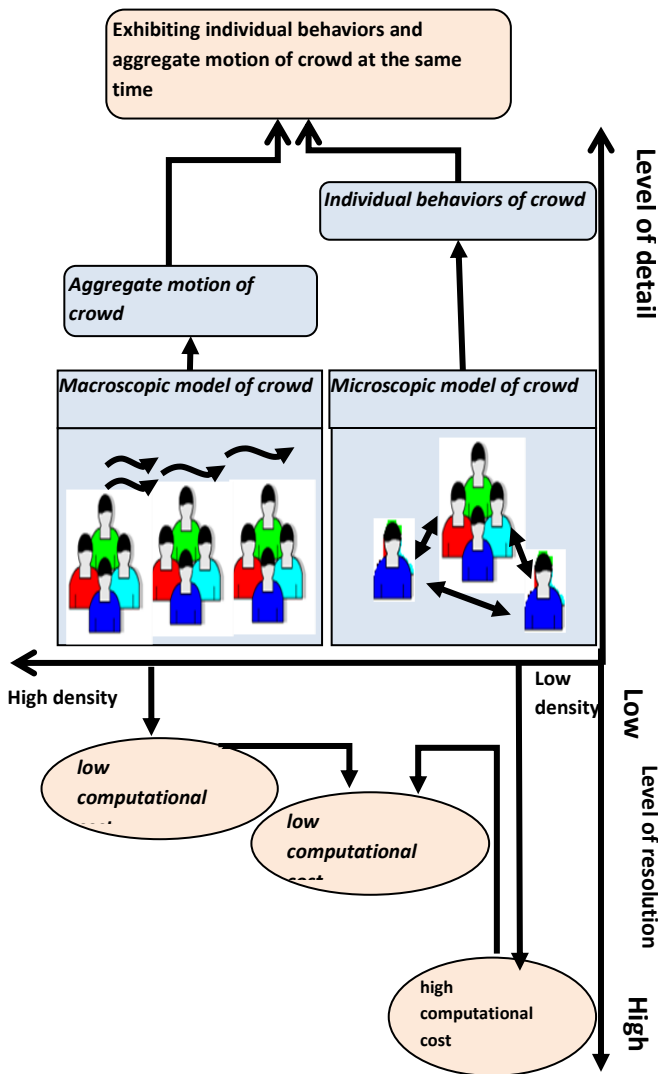 Exhibiting individual behaviors and
aggregate motion of crowd at the same
time
Level of detail
Individual behaviors of crowd
Aggregate motion of
crowd
Macroscopic model of crowd
Microscopic model of crowd
High density
Low
density
Low
low
computational
low
computational
Level of resolution
high
computational
cost
High